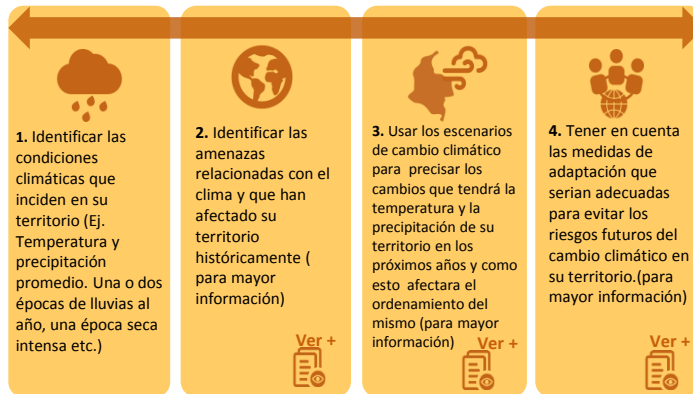 1. Identificar las
condiciones
climáticas que
inciden en su
territorio (Ej.
Temperatura y
precipitación
promedio. Una o dos
épocas de lluvias al
año, una época seca
intensa etc.)
2. Identificar las
amenazas
relacionadas con el
clima y que han
afectado su
territorio
históricamente (
para mayor
información)
Ver +
3. Usar los escenarios
de cambio climático
para precisar los
cambios que tendrá la
temperatura y la
precipitación de su
territorio en los
próximos años y como
esto afectara el
ordenamiento del
mismo (para mayor
información)
Ver +
4. Tener en cuenta
las medidas de
adaptación que
serian adecuadas
para evitar los
riesgos futuros del
cambio climático en
su territorio.(para
mayor información)
Ver +